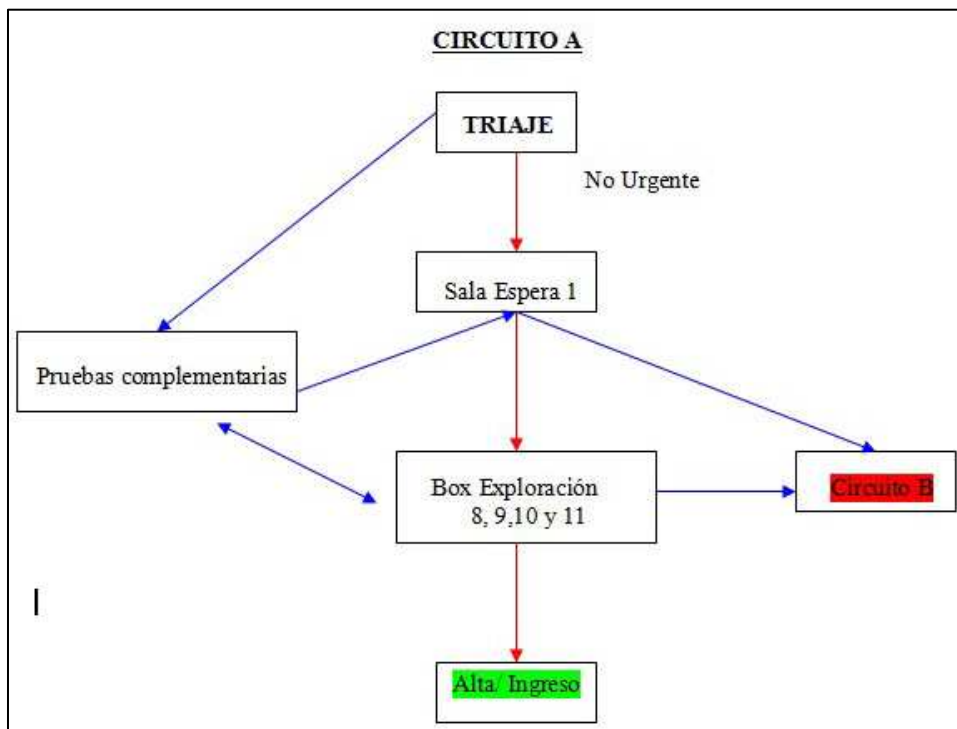 CIRCUITO A
TRIAJE
No Urgente
Sala Espera 1
Pruebas complementarias
Box Exploración
8, 9,10 y 11
Circuito B
Alta/ Ingreso